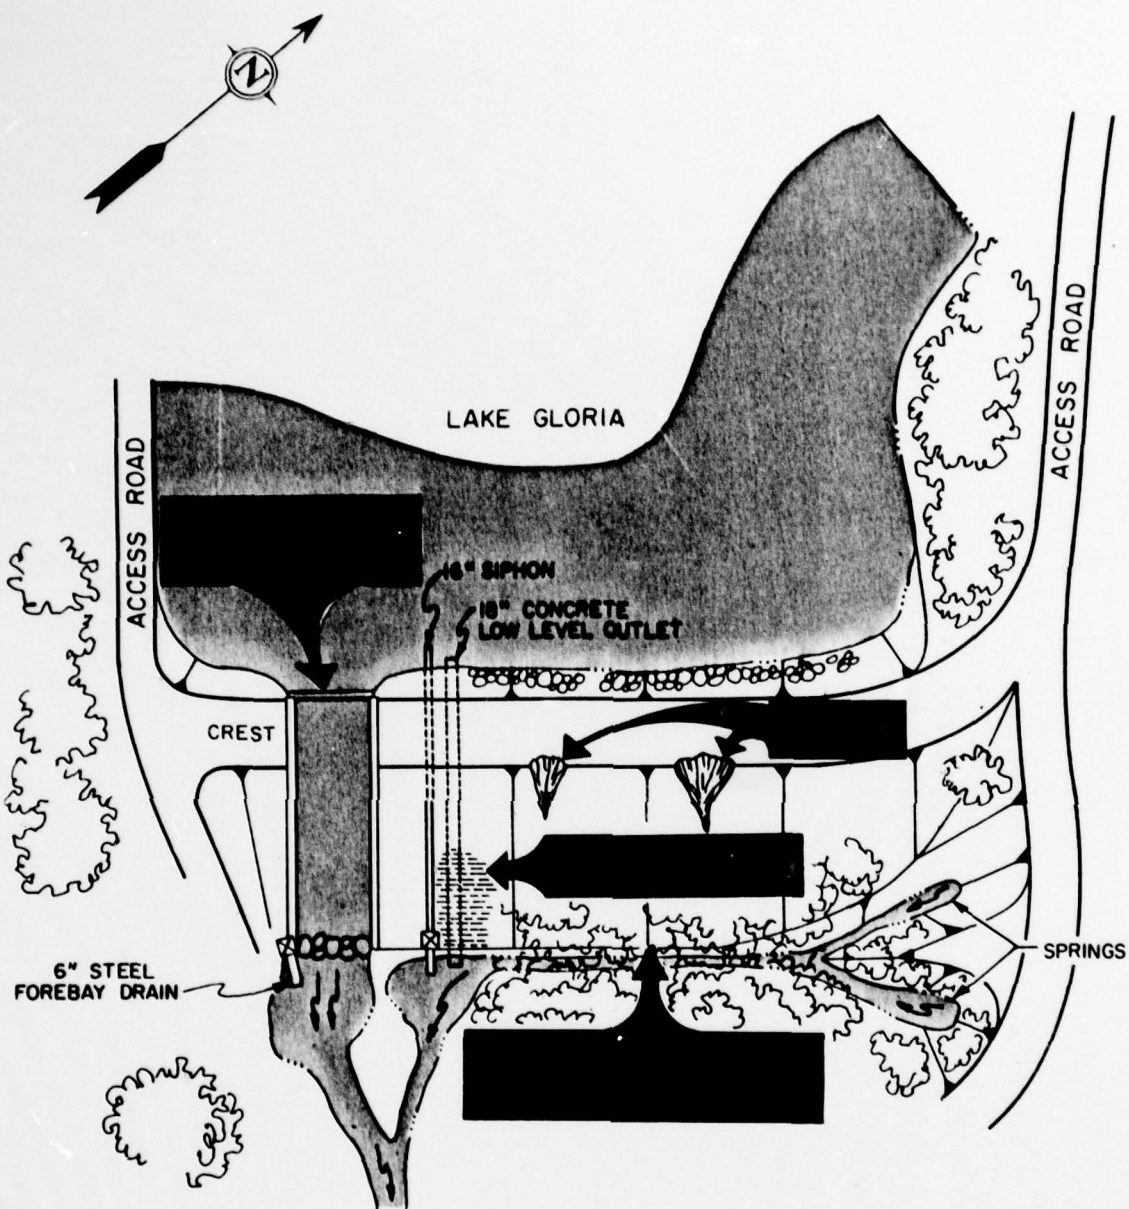 N
LAKE GLORIA
ACCESS ROAD
ACCESS ROAD
16" SIPHON
18" CONCRETE
LOW LEVEL OUTLET
CREST
6" STEEL
FOREBAY DRAIN
SPRINGS